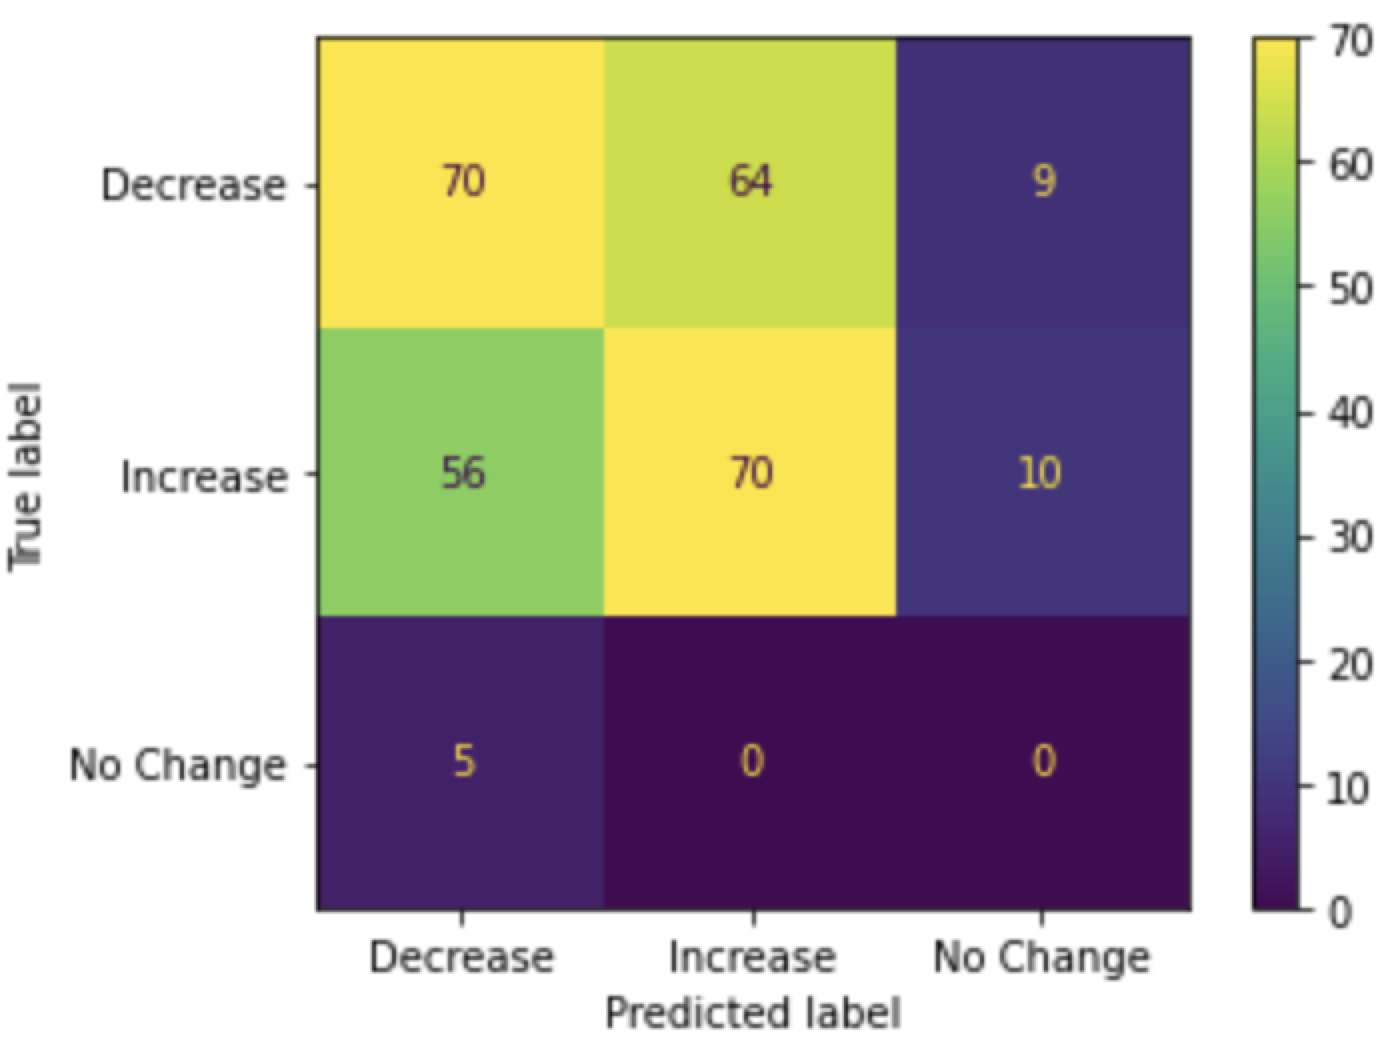 True label
Decrease 70 64 9
Increase 56 70 10
No Change 5 0 0
Decrease Increase No Change
Predicted label
70
60
50
40
30
20
10
0